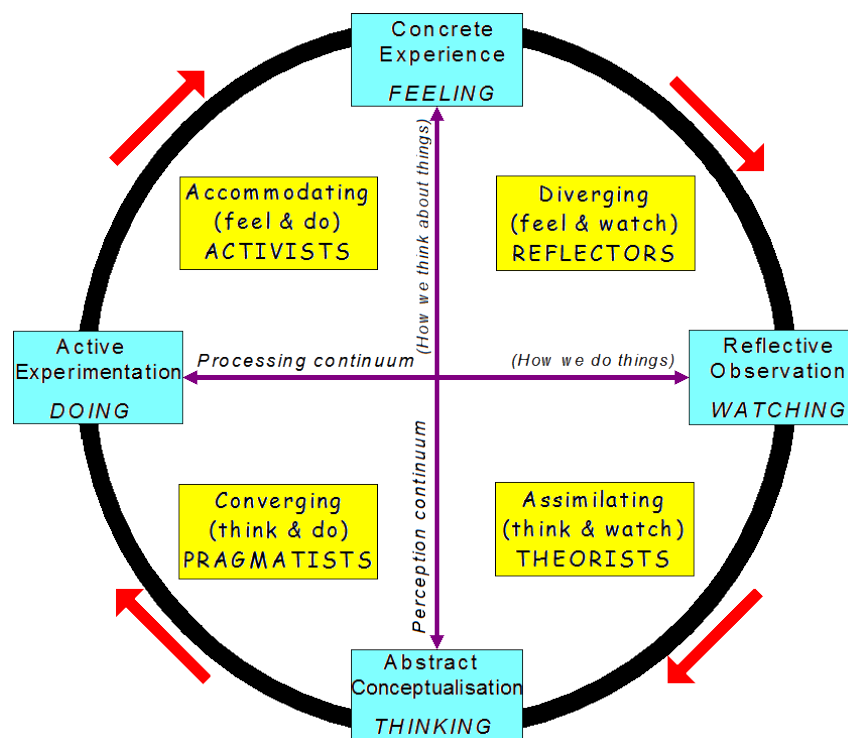 Concrete
Experience
FEELING
Accommodating
(feel & do)
ACTIVISTS
Diverging
(feel & watch)
REFLECTORS
(How we think about things)
Active
Experimentation
DOING
Processing continuum
(How we do things)
Reflective
Observation
WATCHING
Perception continuum
Converging
(think & do)
PRAGMATISTS
Assimilating
(think & watch)
THEORISTS
Abstract
Conceptualisation
THINKING